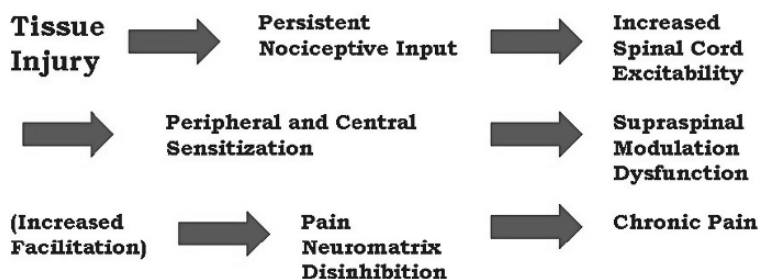 Tissue
Injury
Persistent
Nociceptive Input
Increased
Spinal Cord
Excitability
Peripheral and Central
Sensitization
Supraspinal
Modulation
Dysfunction
(Increased
Facilitation)
Pain
Neuromatrix
Disinhibition
Chronic Pain